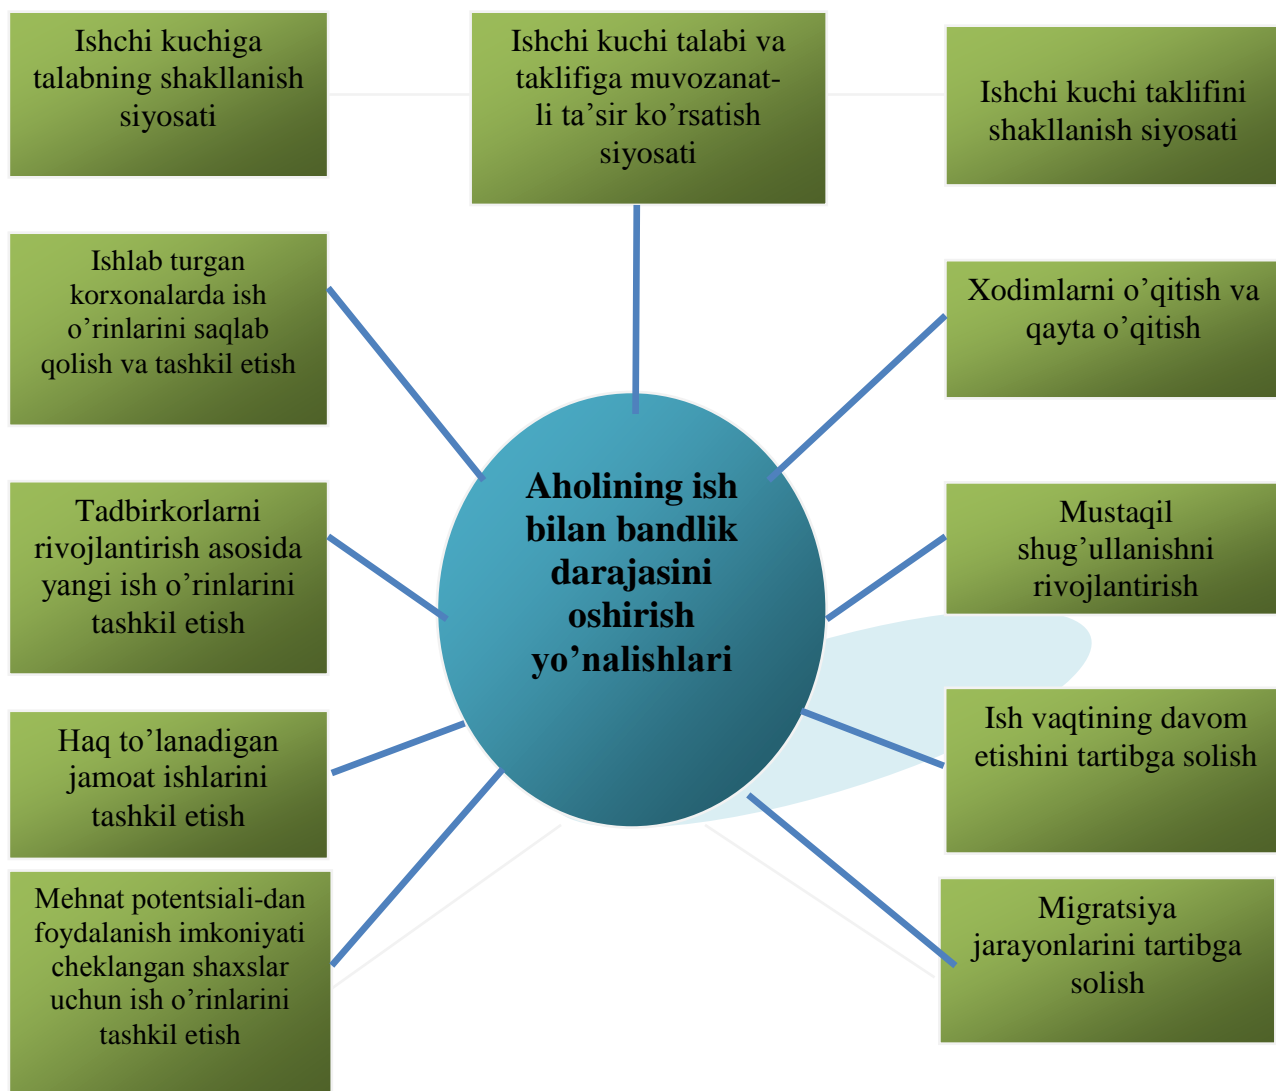 Ishchi kuchiga
talabning shakllanish
siyosati
Ishchi kuchi talabi va
taklifiga muvozanat-
li ta’sir ko’rsatish
siyosati
Ishchi kuchi taklifini
shakllanish siyosati
Ishlab turgan
korxonalarda ish
o’rinlarini saqlab
qolish va tashkil etish
Xodimlarni o’qitish va
qayta o’qitish
Aholining ish
bilan bandlik
darajasini
oshirish
yo’nalishlari
Tadbirkorlarni
rivojlantirish asosida
yangi ish o’rinlarini
tashkil etish
Mustaqil
shug’ullanishni
rivojlantirish
Haq to’lanadigan
jamoat ishlarini
tashkil etish
Ish vaqtining davom
etishini tartibga solish
Mehnat potentsiali-dan
foydalanish imkoniyati
cheklangan shaxslar
uchun ish o’rinlarini
tashkil etish
Migratsiya
jarayonlarini tartibga
solish